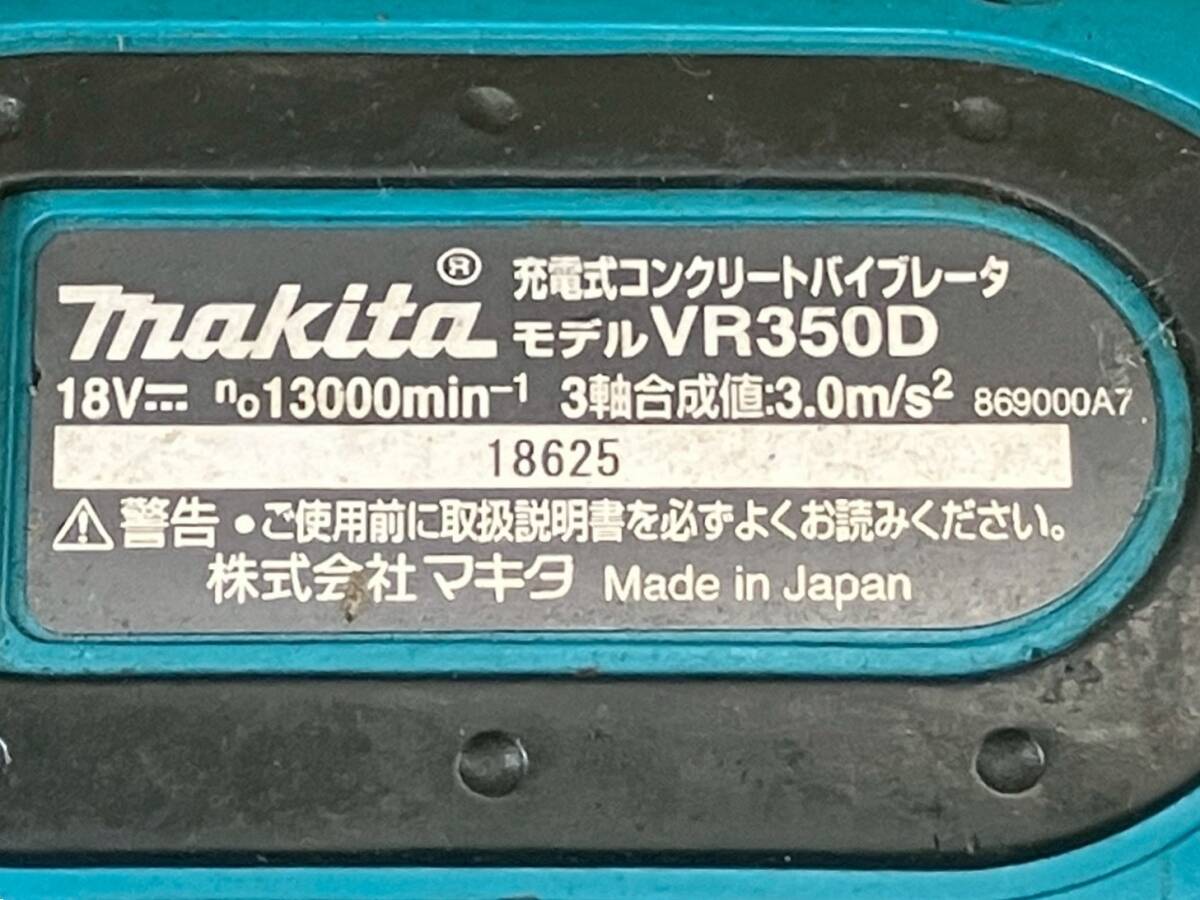 makita® 充電式コンクリートバイブレータ
モデルVR350D
18V⎓ n₀13000min⁻¹ 3軸合成値:3.0m/s² 869000A7
18625
⚠警告 •ご使用前に取扱説明書を必ずよくお読みください。
株式会社マキタ Made in Japan